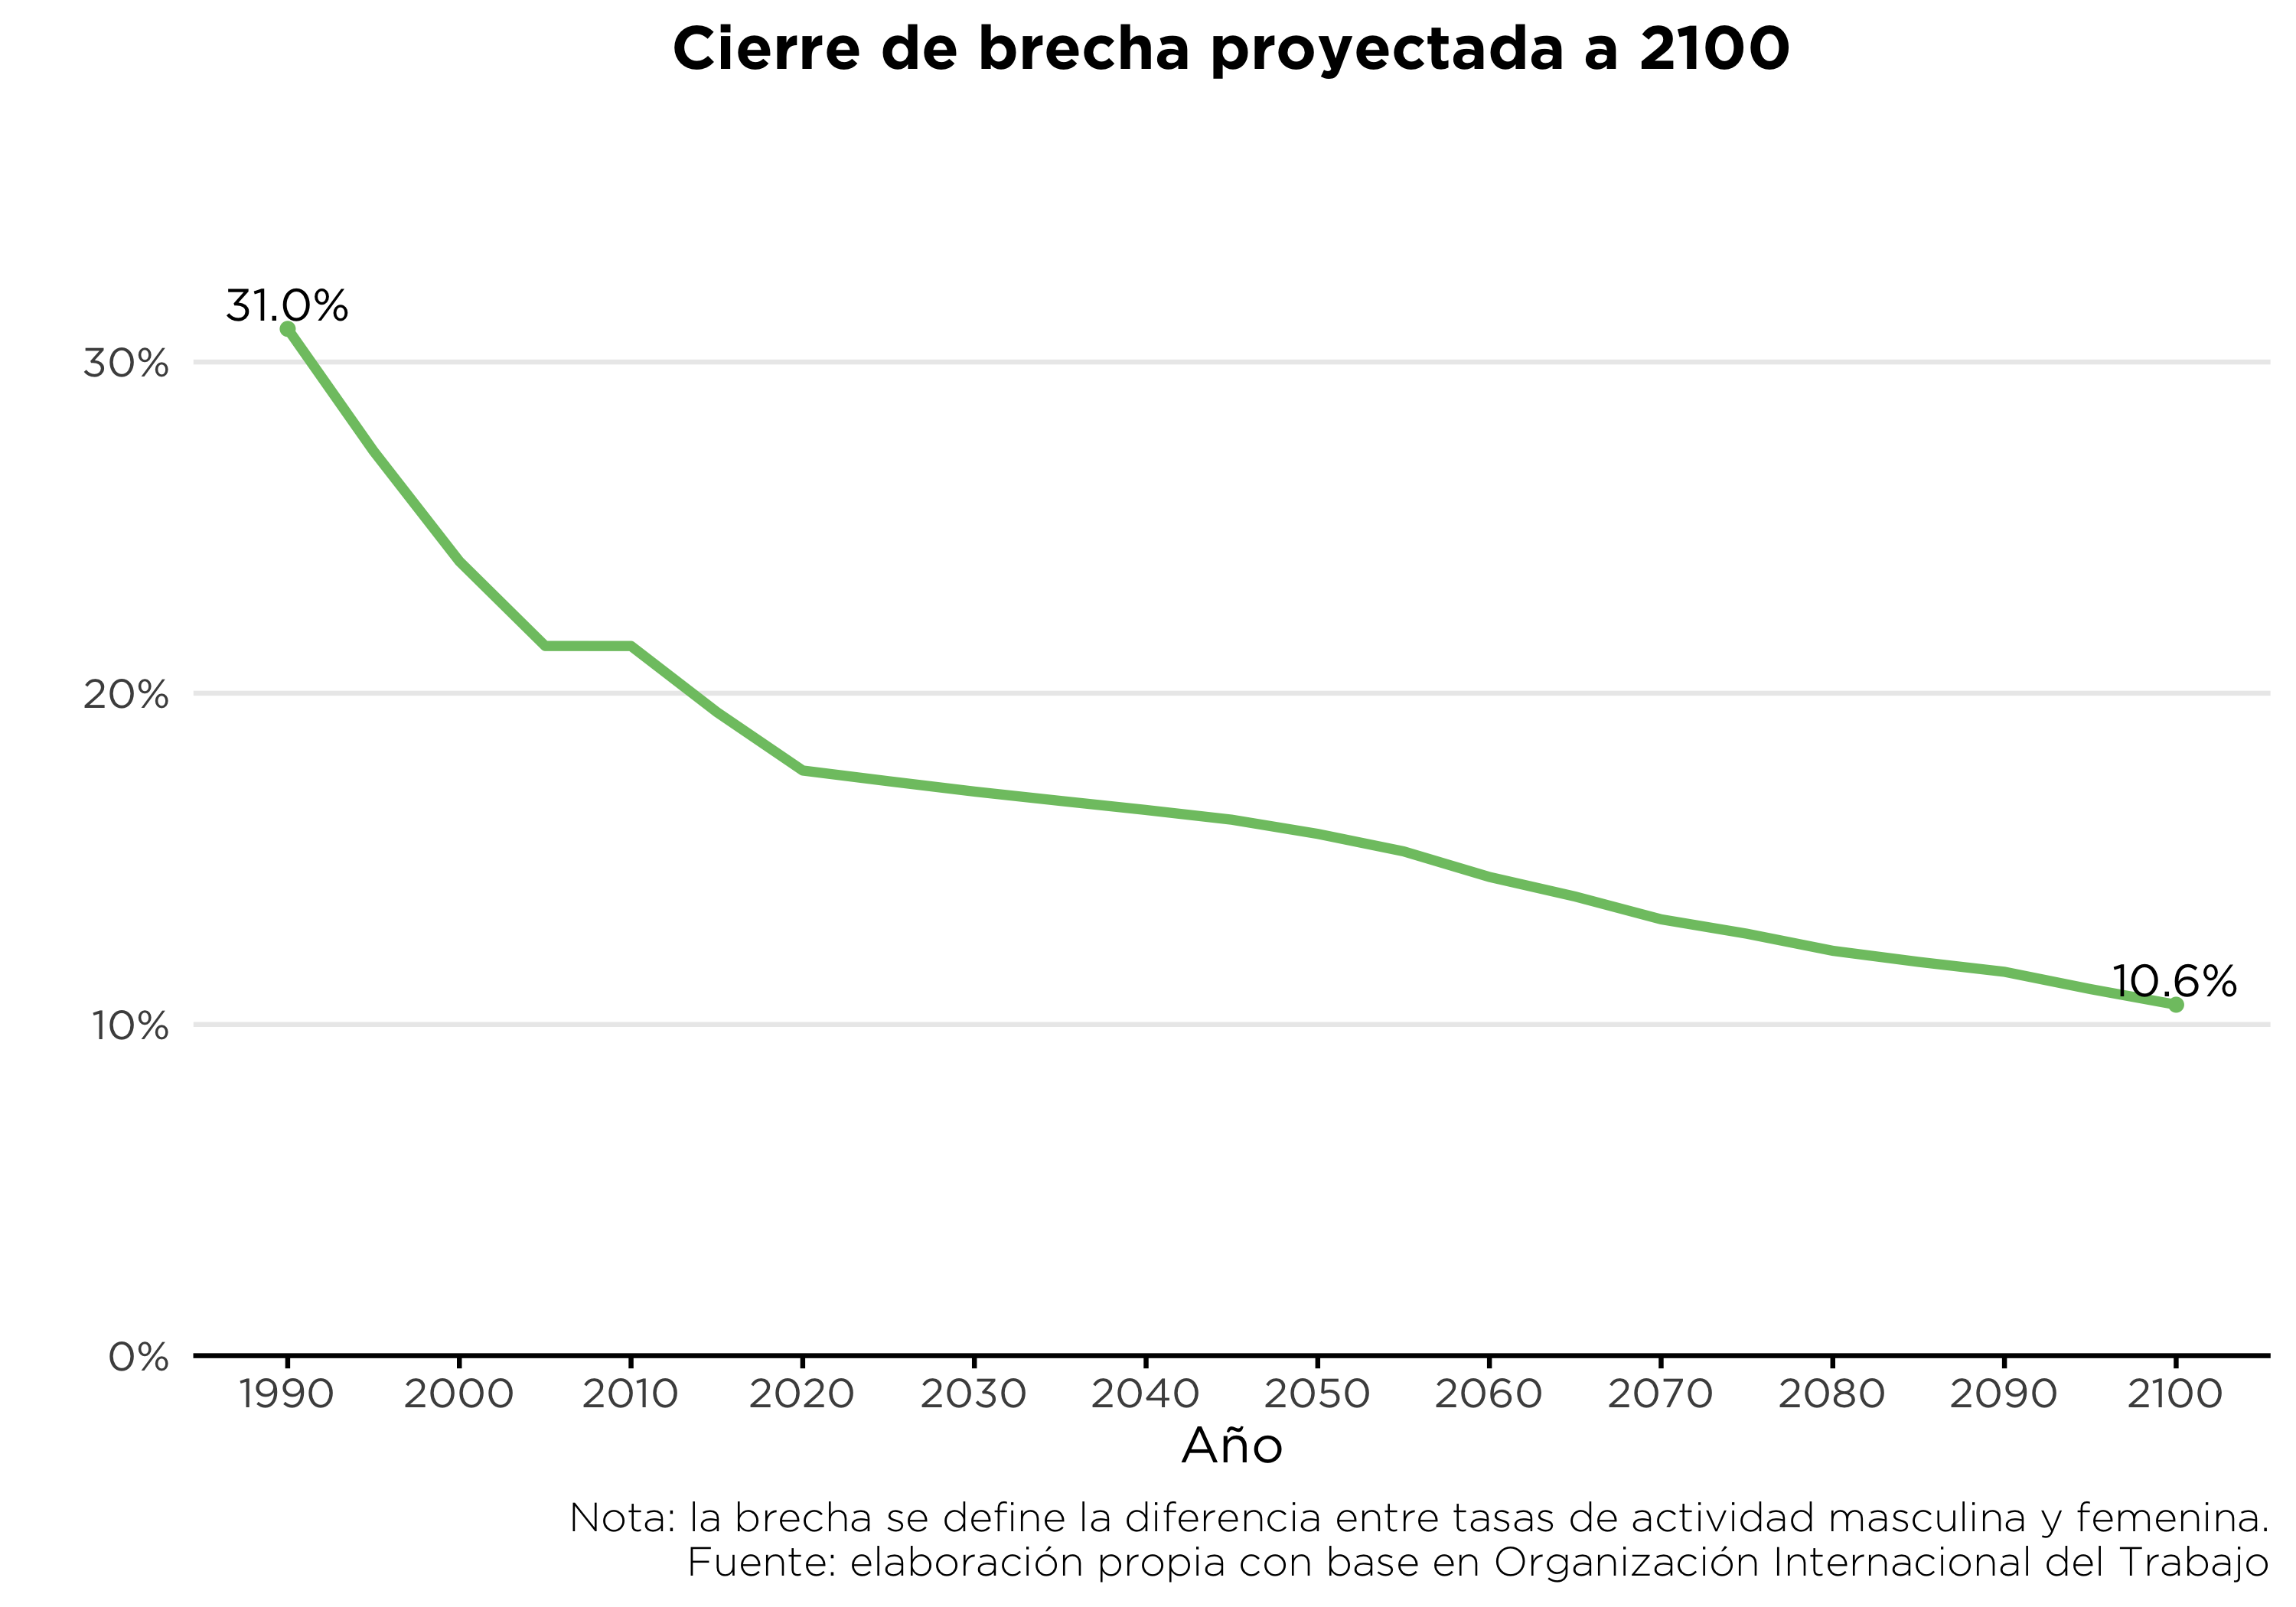 Cierre de brecha proyectada a 2100
31.0%
30%
20%
10.6%
10%
0%
1990 2000 2010 2020 2030 2040 2050 2060 2070 2080 2090 2100
Año
Nota: la brecha se define la diferencia entre tasas de actividad masculina y femenina.
Fuente: elaboración propia con base en Organización Internacional del Trabajo